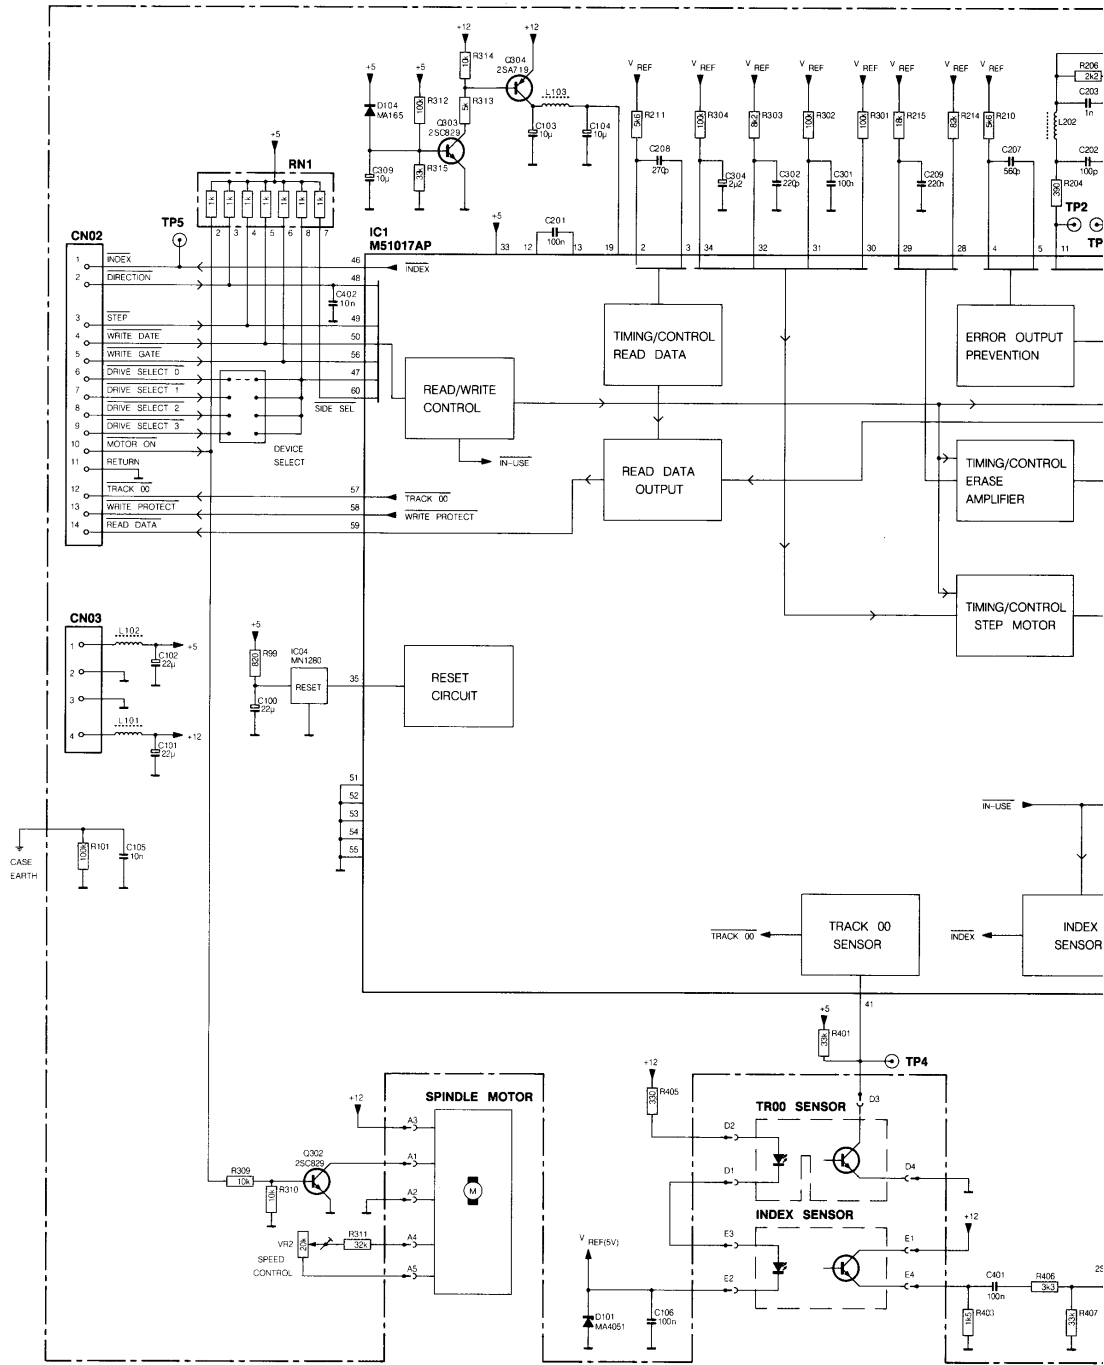 +12
+12
R314
10k
Q304
2SA719
+5
+5
V REF
V REF
V REF
V REF
V REF
V REF
V REF
V REF
+12
R206
2k2
D104
MA165
R312
100k
R313
5k
L103
C203
1n
Q303
2SC829
C103
10µ
C104
10µ
5k6
R211
100k
R304
8k2
R303
100k
R302
100k
R301
18k
R215
82k
R214
5k6
R210
L202
+5
RN1
C309
10µ
33k
R315
C208
270p
C304
2µ2
C302
220p
C301
100n
C209
220n
C207
560p
C202
100p
390
R204
1k
1k
1k
1k
1k
1k
1k
TP2
TP
TP5
2
3
4
5
6
8
7
CN02
IC1
M51017AP
+5
33
C201
100n
12
13
19
2
3
34
32
31
30
29
28
4
5
11
1
INDEX
46
INDEX
2
DIRECTION
48
C402
10n
3
STEP
49
4
WRITE DATE
50
5
WRITE GATE
56
6
DRIVE SELECT 0
47
7
DRIVE SELECT 1
60
SIDE SEL
8
DRIVE SELECT 2
9
DRIVE SELECT 3
10
MOTOR ON
DEVICE
SELECT
11
RETURN
12
TRACK 00
57
TRACK 00
13
WRITE PROTECT
58
WRITE PROTECT
14
READ DATA
59
TIMING/CONTROL
READ DATA
ERROR OUTPUT
PREVENTION
READ/WRITE
CONTROL
IN-USE
READ DATA
OUTPUT
TIMING/CONTROL
ERASE
AMPLIFIER
TIMING/CONTROL
STEP MOTOR
CN03
1
L102
+5
C102
22µ
2
3
4
L101
+12
C101
22µ
+5
820
R99
IC04
MN1280
RESET
35
C100
22µ
RESET
CIRCUIT
51
52
53
54
55
CASE
EARTH
100k
R101
C105
10n
IN-USE
TRACK 00
TRACK 00
SENSOR
INDEX
INDEX
SENSOR
41
+5
33k
R401
TP4
+12
330
R405
SPINDLE MOTOR
+12
A3
A1
A2
A4
A5
M
TR00 SENSOR
D3
D2
D1
D4
Q302
2SC829
R309
10k
10k
R310
VR2
20k
R311
32k
SPEED
CONTROL
INDEX SENSOR
+12
E3
E1
E2
E4
V REF(5V)
D101
MA4051
C106
100n
C401
100n
R406
3k3
2S
1k5
R403
33k
R407